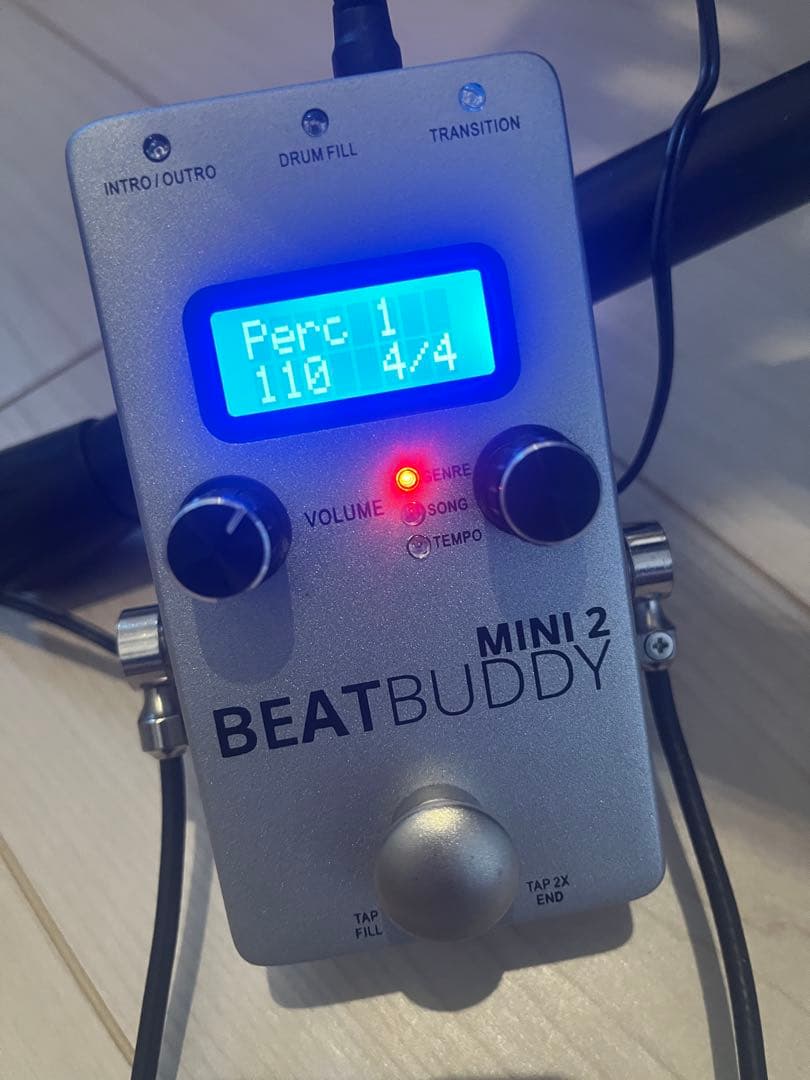 INTRO / OUTRO
DRUM FILL
TRANSITION
Perc 1
110 4/4
VOLUME
GENRE
SONG
TEMPO
MINI 2
BEATBUDDY
TAP
FILL
TAP 2X
END